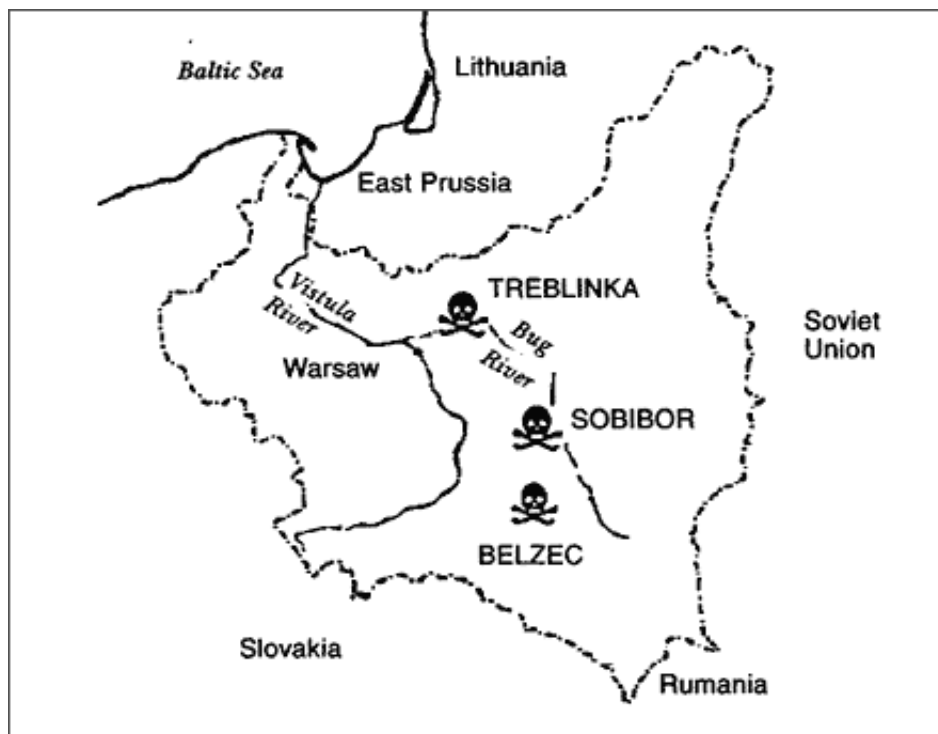 Baltic Sea
Lithuania
East Prussia
TREBLINKA
Vistula
River
Bug
River
Soviet
Union
Warsaw
SOBIBOR
BELZEC
Slovakia
Rumania